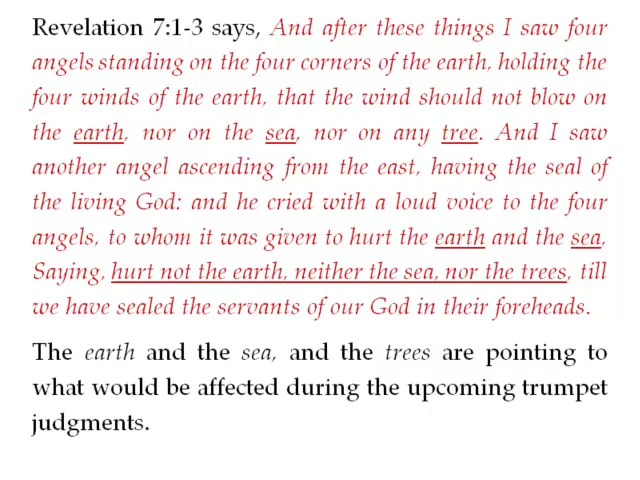 Revelation 7:1-3 says, And after these things I saw four
angels standing on the four corners of the earth, holding the
four winds of the earth, that the wind should not blow on
the earth, nor on the sea, nor on any tree. And I saw
another angel ascending from the east, having the seal of
the living God: and he cried with a loud voice to the four
angels, to whom it was given to hurt the earth and the sea,
Saying, hurt not the earth, neither the sea, nor the trees, till
we have sealed the servants of our God in their foreheads.
The earth and the sea, and the trees are pointing to
what would be affected during the upcoming trumpet
judgments.